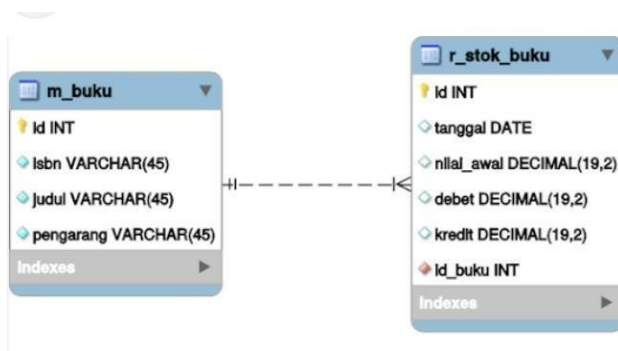 m_buku
Id INT
Isbn VARCHAR(45)
judul VARCHAR(45)
pengarang VARCHAR(45)
Indexes
r_stok_buku
Id INT
tanggal DATE
nilai_awal DECIMAL(19,2)
debet DECIMAL(19,2)
kredit DECIMAL(19,2)
Id_buku INT
Indexes